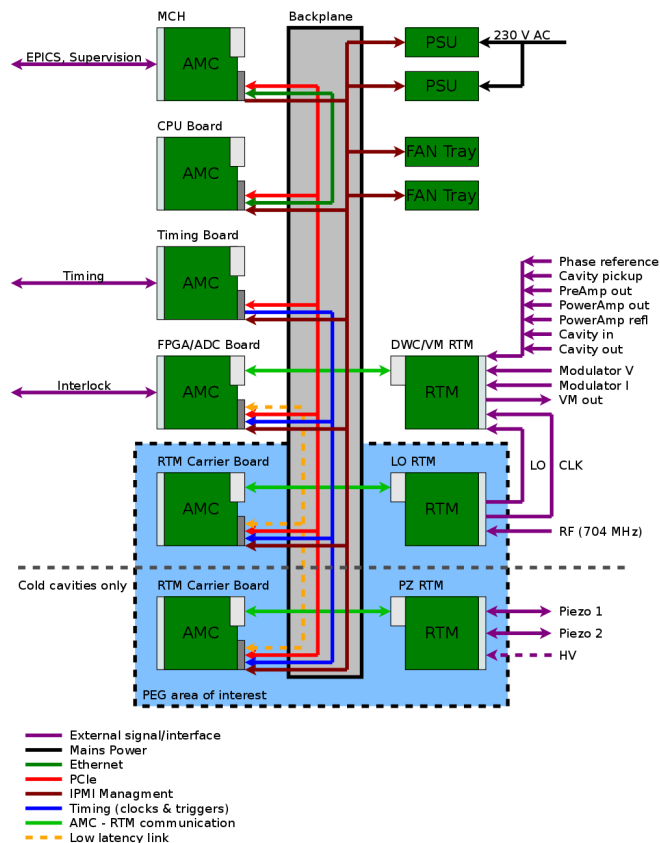 MCH
Backplane
230 V AC
EPICS, Supervision
AMC
PSU
PSU
CPU Board
AMC
FAN Tray
FAN Tray
Timing Board
Timing
AMC
Phase reference
Cavity pickup
PreAmp out
PowerAmp out
PowerAmp refl
Cavity in
Cavity out
FPGA/ADC Board
DWC/VM RTM
Interlock
AMC
RTM
Modulator V
Modulator I
VM out
RTM Carrier Board
LO RTM
LO
CLK
AMC
RTM
RF (704 MHz)
Cold cavities only
RTM Carrier Board
PZ RTM
AMC
RTM
Piezo 1
Piezo 2
HV
PEG area of interest
External signal/interface
Mains Power
Ethernet
PCIe
IPMI Managment
Timing (clocks & triggers)
AMC - RTM communication
Low latency link